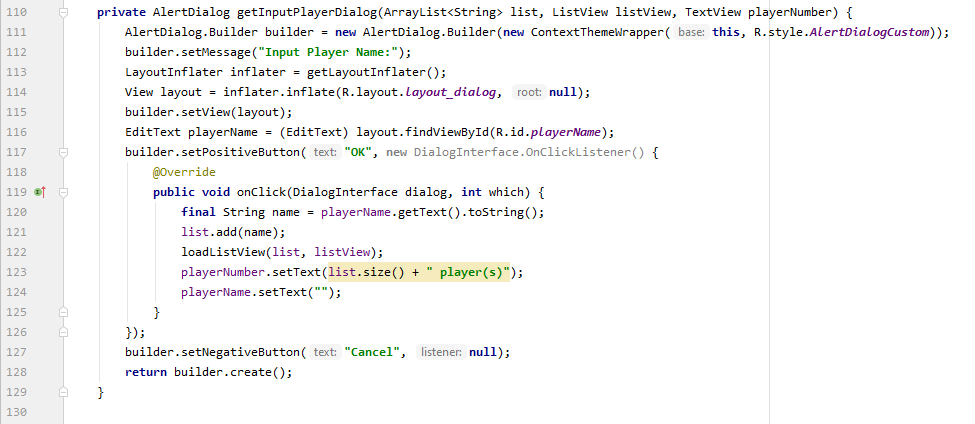 110 private AlertDialog getInputPlayerDialog(ArrayList<String> list, ListView listView, TextView playerNumber) {
111 AlertDialog.Builder builder = new AlertDialog.Builder(new ContextThemeWrapper( base: this, R.style.AlertDialogCustom));
112 builder.setMessage("Input Player Name:");
113 LayoutInflater inflater = getLayoutInflater();
114 View layout = inflater.inflate(R.layout.layout_dialog, root: null);
115 builder.setView(layout);
116 EditText playerName = (EditText) layout.findViewById(R.id.playerName);
117 builder.setPositiveButton( text: "OK", new DialogInterface.OnClickListener() {
118 @Override
119 public void onClick(DialogInterface dialog, int which) {
120 final String name = playerName.getText().toString();
121 list.add(name);
122 loadListView(list, listView);
123 playerNumber.setText(list.size() + " player(s)");
124 playerName.setText("");
125 }
126 });
127 builder.setNegativeButton( text: "Cancel", listener: null);
128 return builder.create();
129 }
130